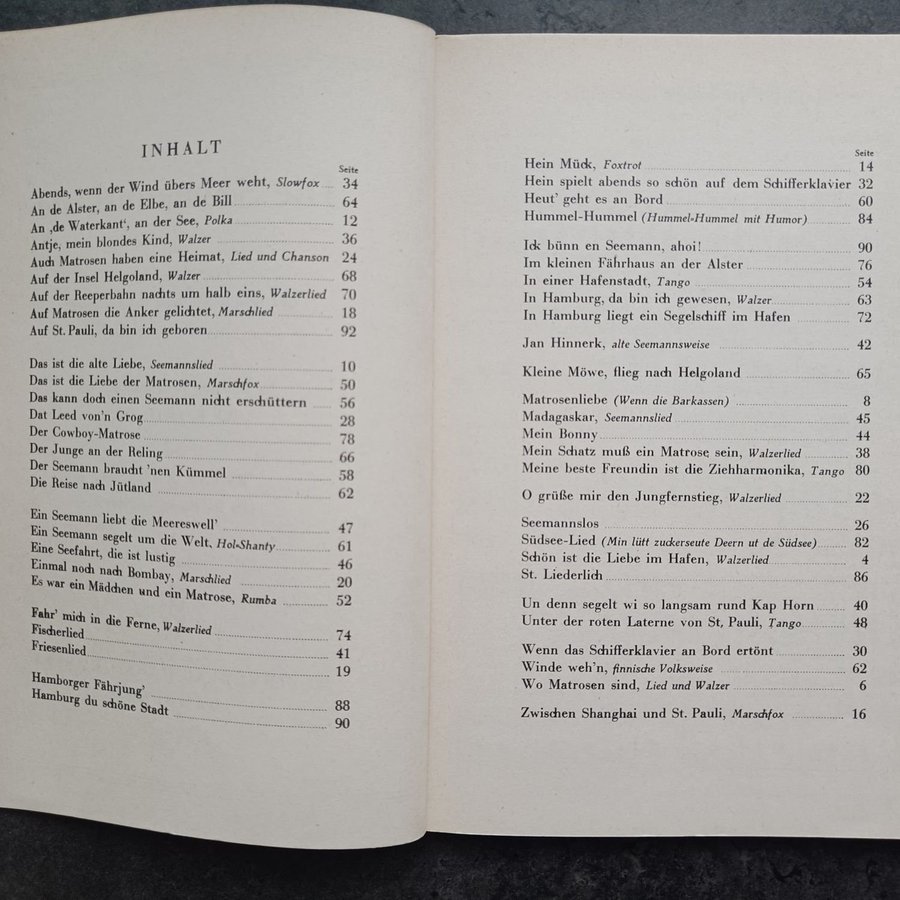 INHALT
Seite
Abends, wenn der Wind übers Meer weht, Slowfox .... 34
An de Alster, an de Elbe, an de Bill 64
An ‚de Waterkant‘, an der See, Polka 12
Antje, mein blondes Kind, Walzer 36
Auch Matrosen haben eine Heimat, Lied und Chanson 24
Auf der Insel Helgoland, Walzer 68
Auf der Reeperbahn nachts um halb eins, Walzerlied 70
Auf Matrosen die Anker gelichtet, Marschlied 18
Auf St. Pauli, da bin ich geboren 92
Das ist die alte Liebe, Seemannslied 10
Das ist die Liebe der Matrosen, Marschfox 50
Das kann doch einen Seemann nicht erschüttern 56
Dat Leed von'n Grog 28
Der Cowboy-Matrose 78
Der Junge an der Reling 66
Der Seemann braucht 'nen Kümmel 58
Die Reise nach Jütland 62
Ein Seemann liebt die Meereswell' 47
Ein Seemann segelt um die Welt, Hol-Shanty 61
Eine Seefahrt, die ist lustig 46
Einmal noch nach Bombay, Marschlied 20
Es war ein Mädchen und ein Matrose, Rumba 52
Fahr' mich in die Ferne, Walzerlied 74
Fischerlied 41
Friesenlied 19
Hamborger Fährjung' 88
Hamburg du schöne Stadt 90
Seite
Hein Mück, Foxtrot 14
Hein spielt abends so schön auf dem Schifferklavier 32
Heut' geht es an Bord 60
Hummel-Hummel (Hummel-Hummel mit Humor) 84
Ick bünn en Seemann, ahoi! 90
Im kleinen Fährhaus an der Alster 76
In einer Hafenstadt, Tango 54
In Hamburg, da bin ich gewesen, Walzer 63
In Hamburg liegt ein Segelschiff im Hafen 72
Jan Hinnerk, alte Seemannsweise 42
Kleine Möwe, flieg nach Helgoland 65
Matrosenliebe (Wenn die Barkassen) 8
Madagaskar, Seemannslied 45
Mein Bonny 44
Mein Schatz muß ein Matrose sein, Walzerlied 38
Meine beste Freundin ist die Ziehharmonika, Tango 80
O grüße mir den Jungfernstieg, Walzerlied 22
Seemannslos 26
Südsee-Lied (Min lütt zuckerseute Deern ut de Südsee) 82
Schön ist die Liebe im Hafen, Walzerlied 4
St. Liederlich 86
Un denn segelt wi so langsam rund Kap Horn 40
Unter der roten Laterne von St. Pauli, Tango 48
Wenn das Schifferklavier an Bord ertönt 30
Winde weh'n, finnische Volksweise 62
Wo Matrosen sind, Lied und Walzer 6
Zwischen Shanghai und St. Pauli, Marschfox 16